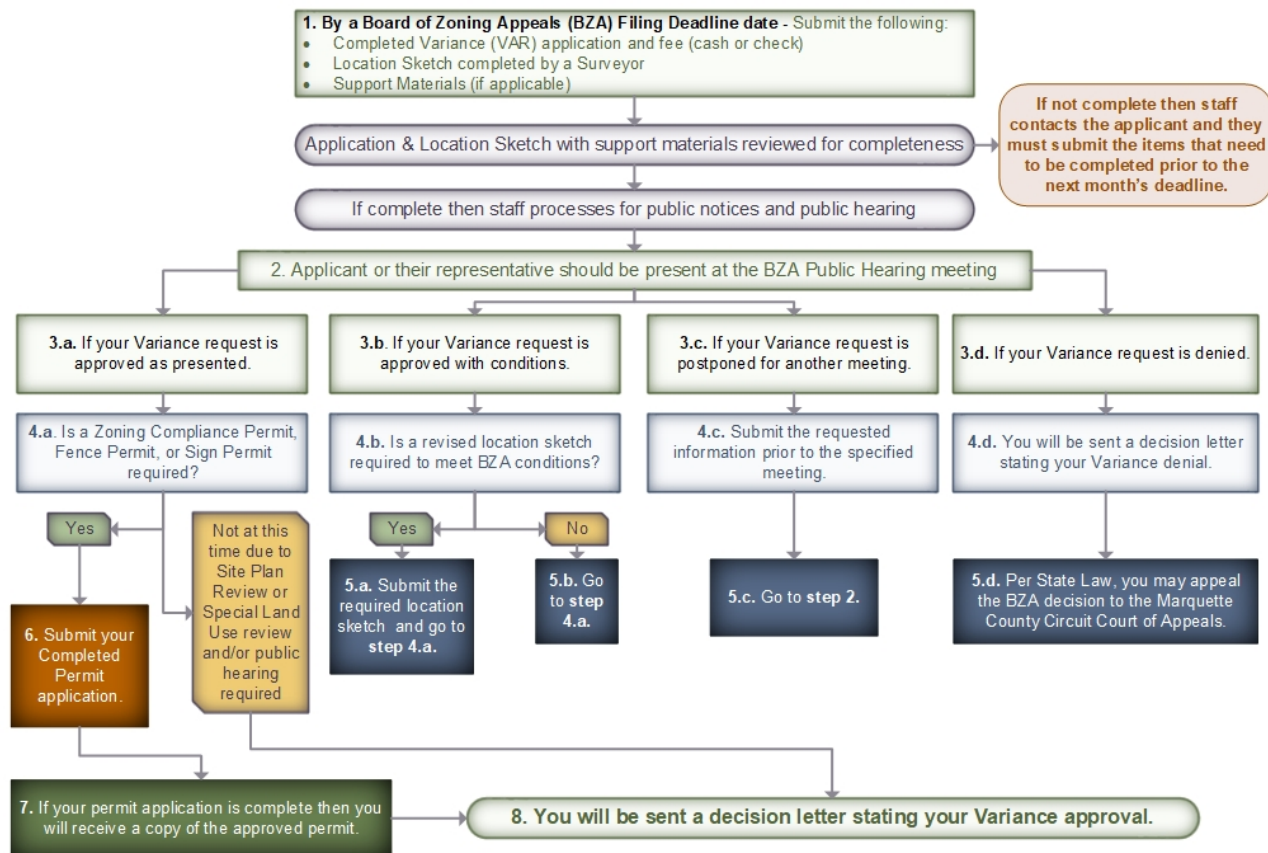 1. By a Board of Zoning Appeals (BZA) Filing Deadline date - Submit the following:
• Completed Variance (VAR) application and fee (cash or check)
• Location Sketch completed by a Surveyor
• Support Materials (if applicable)
Application & Location Sketch with support materials reviewed for completeness
If not complete then staff
contacts the applicant and they
must submit the items that need
to be completed prior to the
next month's deadline.
If complete then staff processes for public notices and public hearing
2. Applicant or their representative should be present at the BZA Public Hearing meeting
3.a. If your Variance request is
approved as presented.
3.b. If your Variance request is
approved with conditions.
3.c. If your Variance request is
postponed for another meeting.
3.d. If your Variance request is denied.
4.a. Is a Zoning Compliance Permit,
Fence Permit, or Sign Permit
required?
4.b. Is a revised location sketch
required to meet BZA conditions?
4.c. Submit the requested
information prior to the specified
meeting.
4.d. You will be sent a decision letter
stating your Variance denial.
Yes
Not at this
time due to
Site Plan
Review or
Special Land
Use review
and/or public
hearing
required
Yes
No
5.a. Submit the
required location
sketch and go to
step 4.a.
5.b. Go
to step
4.a.
5.c. Go to step 2.
5.d. Per State Law, you may appeal
the BZA decision to the Marquette
County Circuit Court of Appeals.
6. Submit your
Completed
Permit
application.
7. If your permit application is complete then you
will receive a copy of the approved permit.
8. You will be sent a decision letter stating your Variance approval.